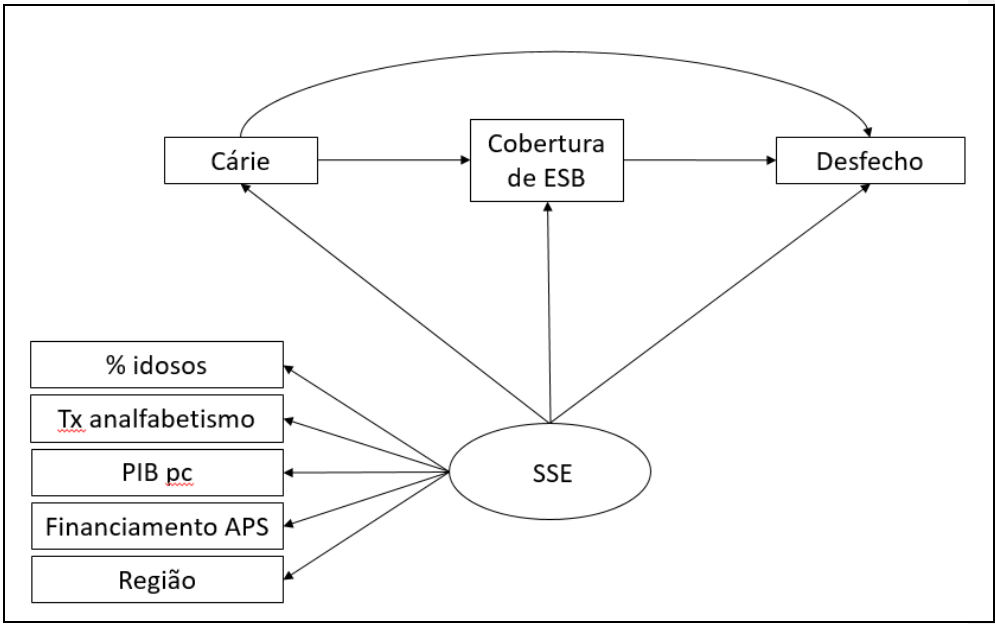 Cárie
Cobertura
de ESB
Desfecho
% idosos
Tx analfabetismo
PIB pc
Financiamento APS
Região
SSE